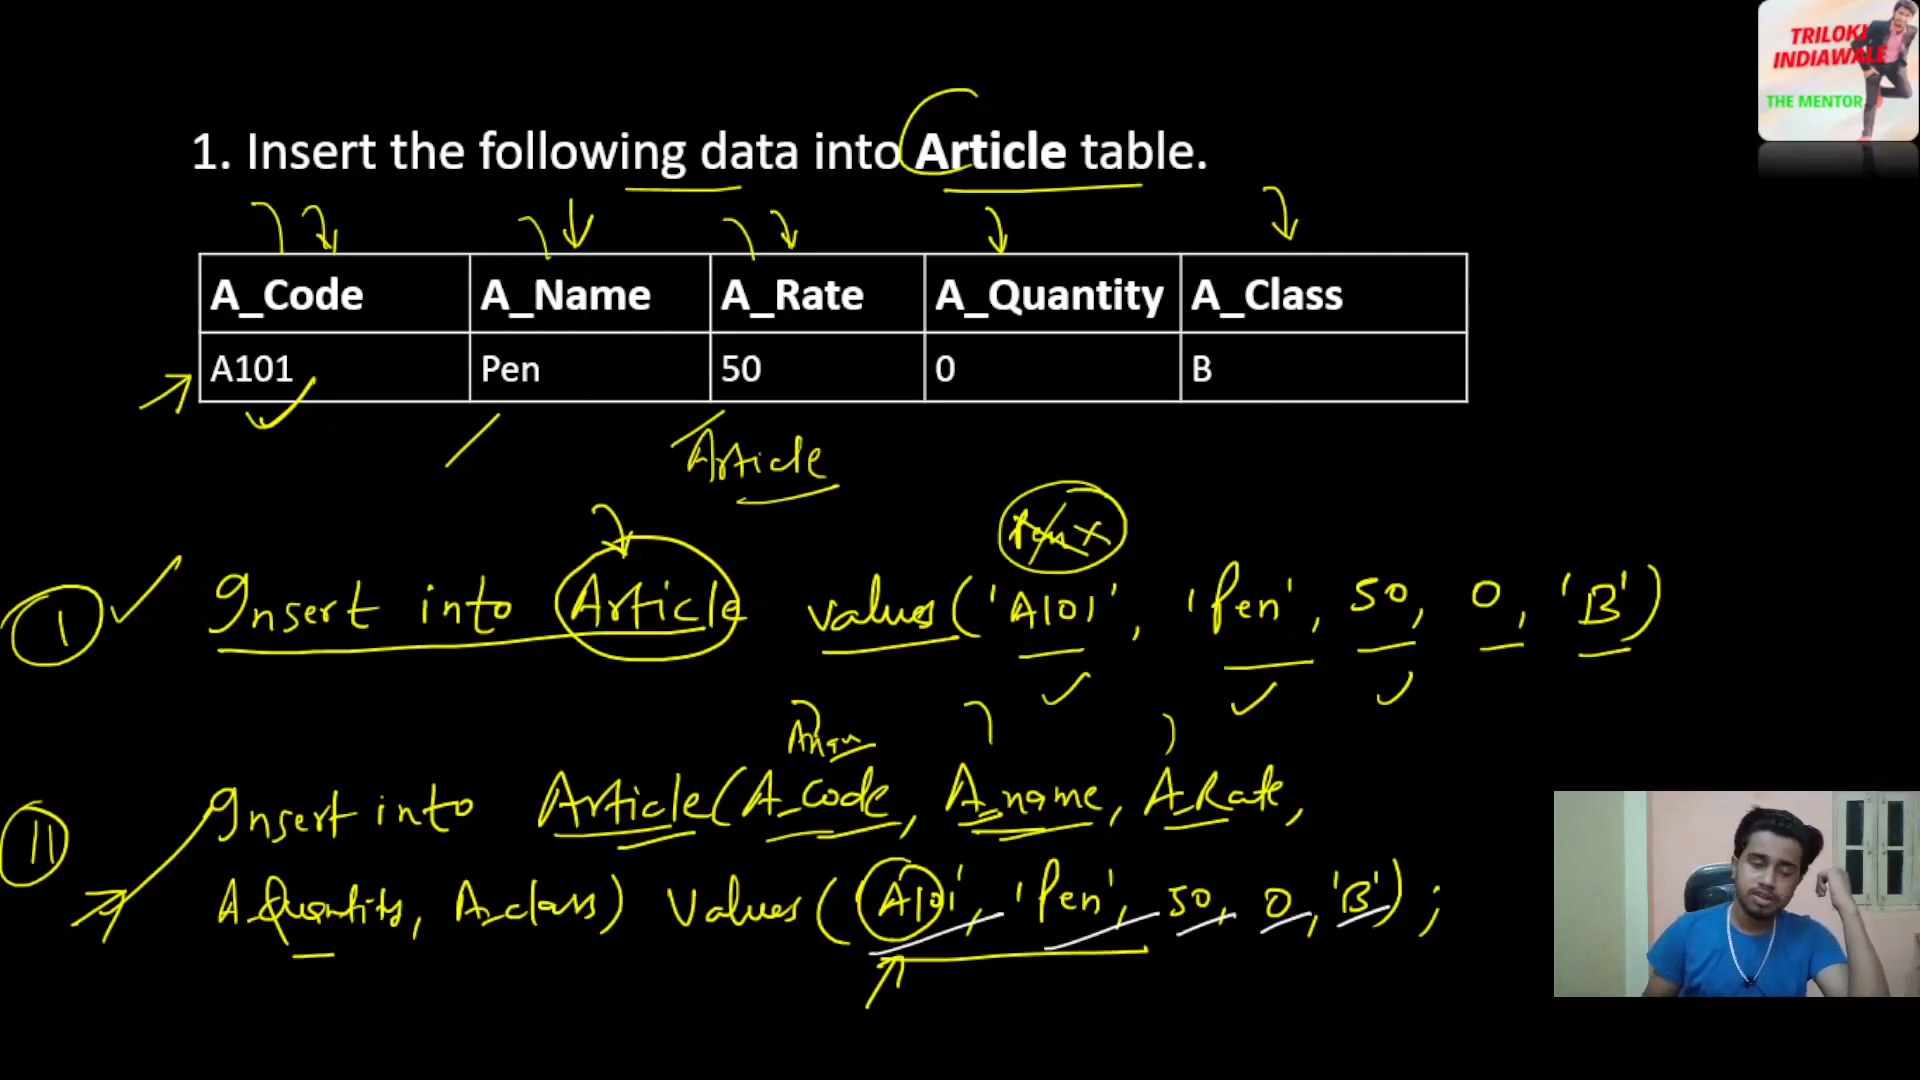 TRILOKI
INDIAWALE
THE MENTOR
1. Insert the following data into Article table.
A_Code A_Name A_Rate A_Quantity A_Class
A101 Pen 50 0 B
Article
I Insert into Article values('A101', 'Pen', 50, 0, 'B')
II Insert into Article(A_Code, A_name, A_Rate,
A_Quantity, A_class) Values('A101', 'Pen', 50, 0, 'B');